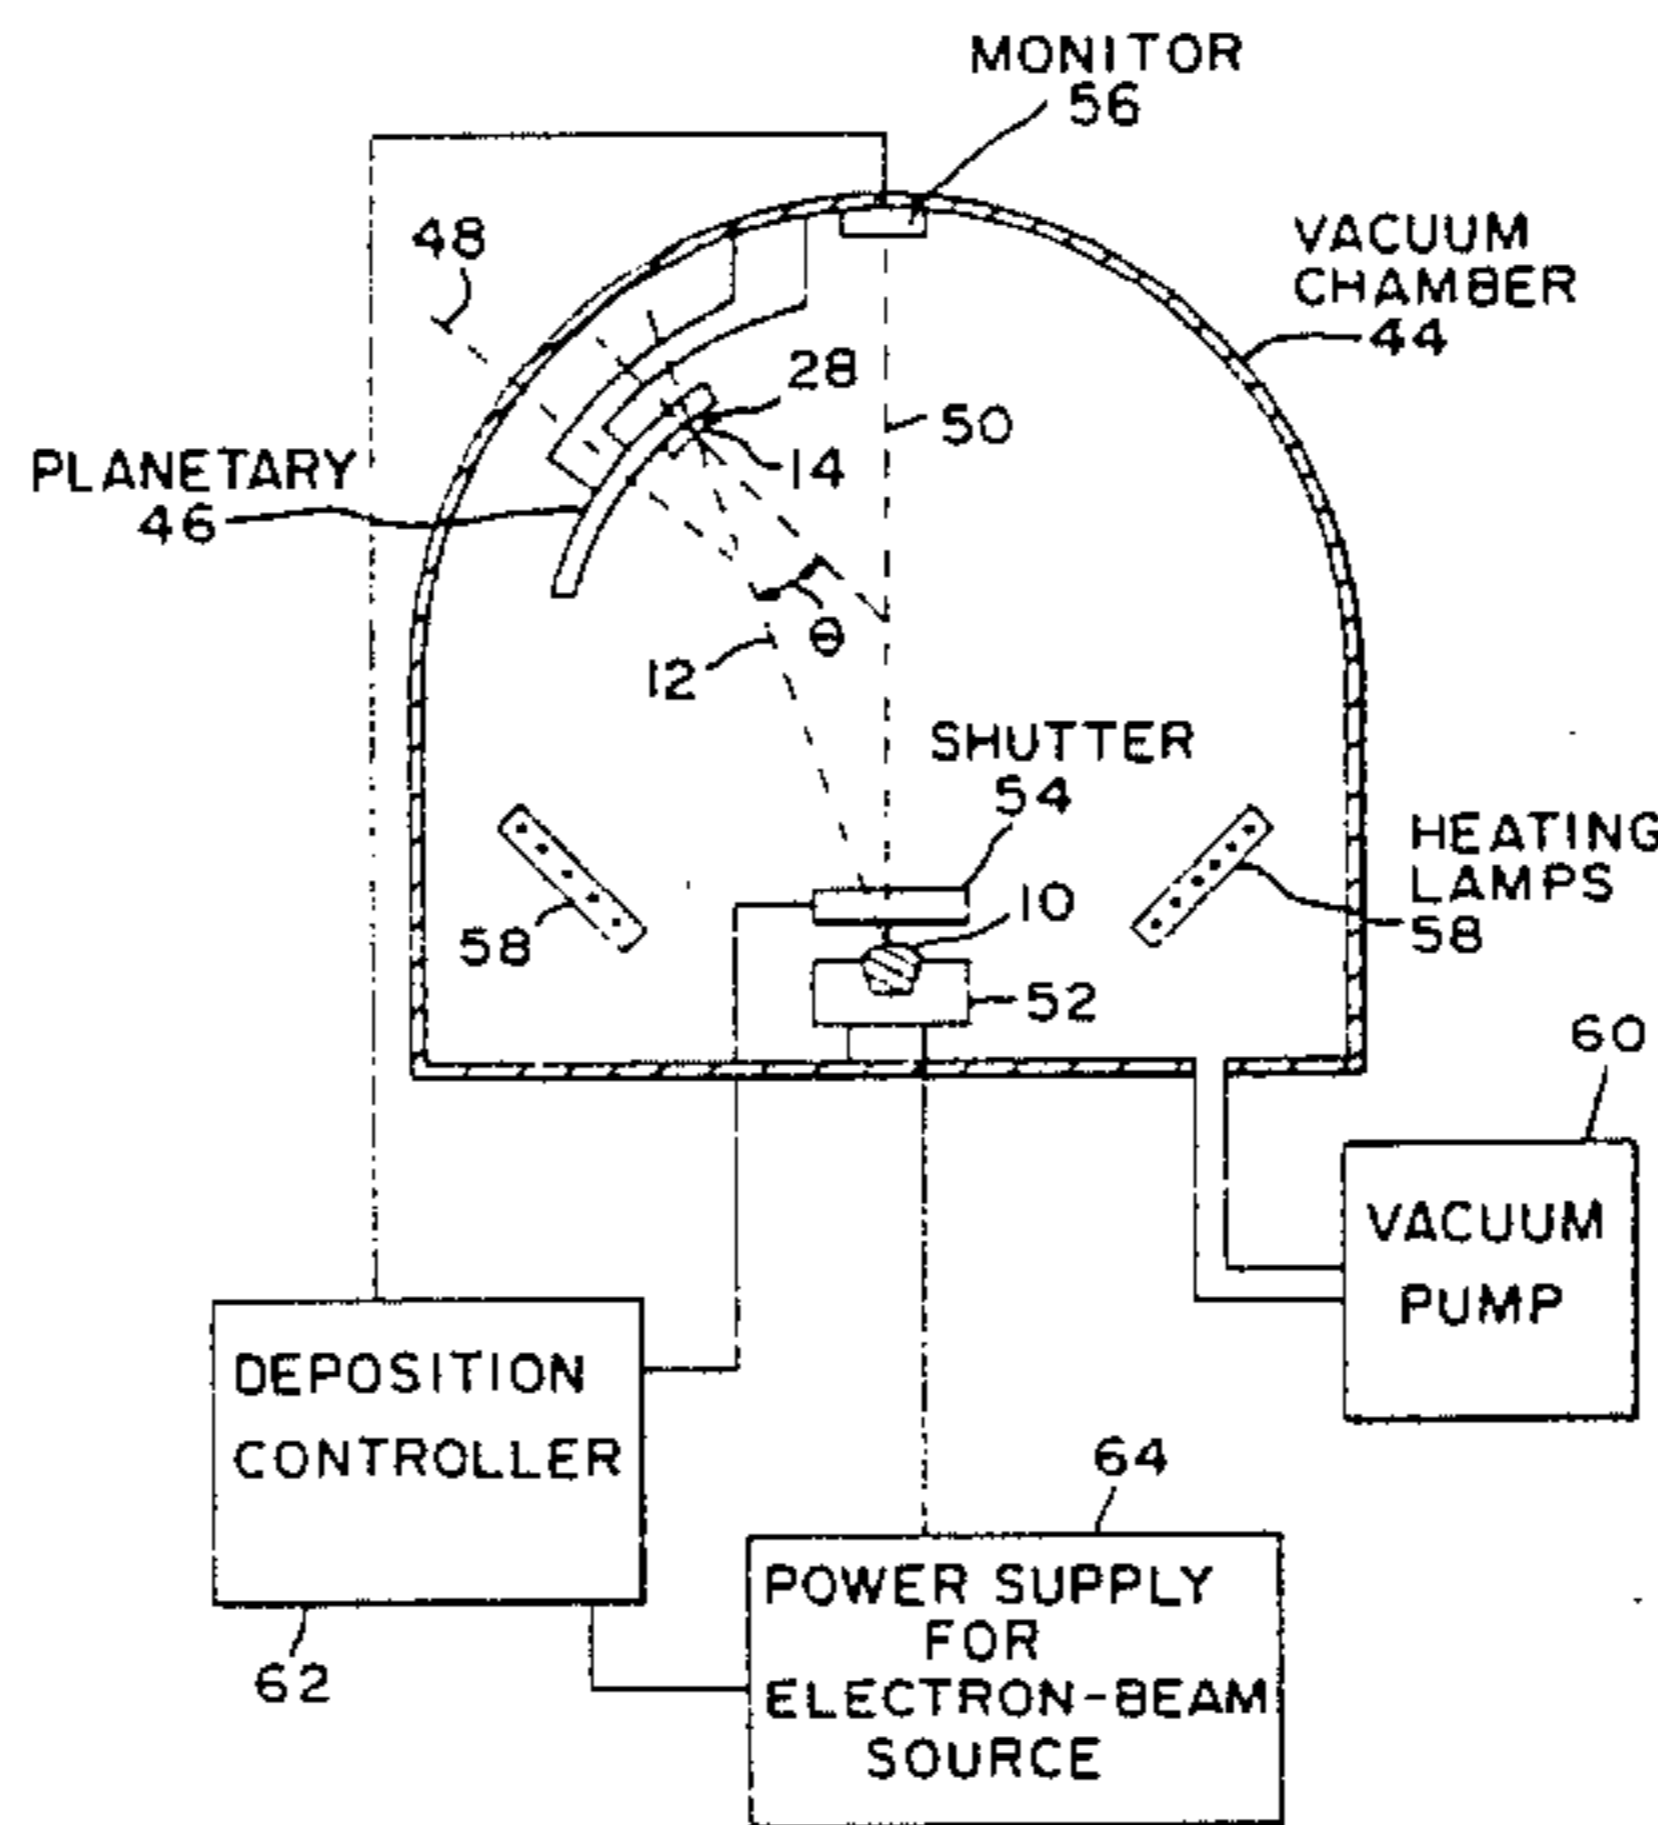 MONITOR
56
48
VACUUM
CHAMBER
44
28
50
14
PLANETARY
46
Θ
12
SHUTTER
54
HEATING
LAMPS
58
10
58
52
60
VACUUM
PUMP
DEPOSITION
CONTROLLER
64
62
POWER SUPPLY
FOR
ELECTRON-BEAM
SOURCE